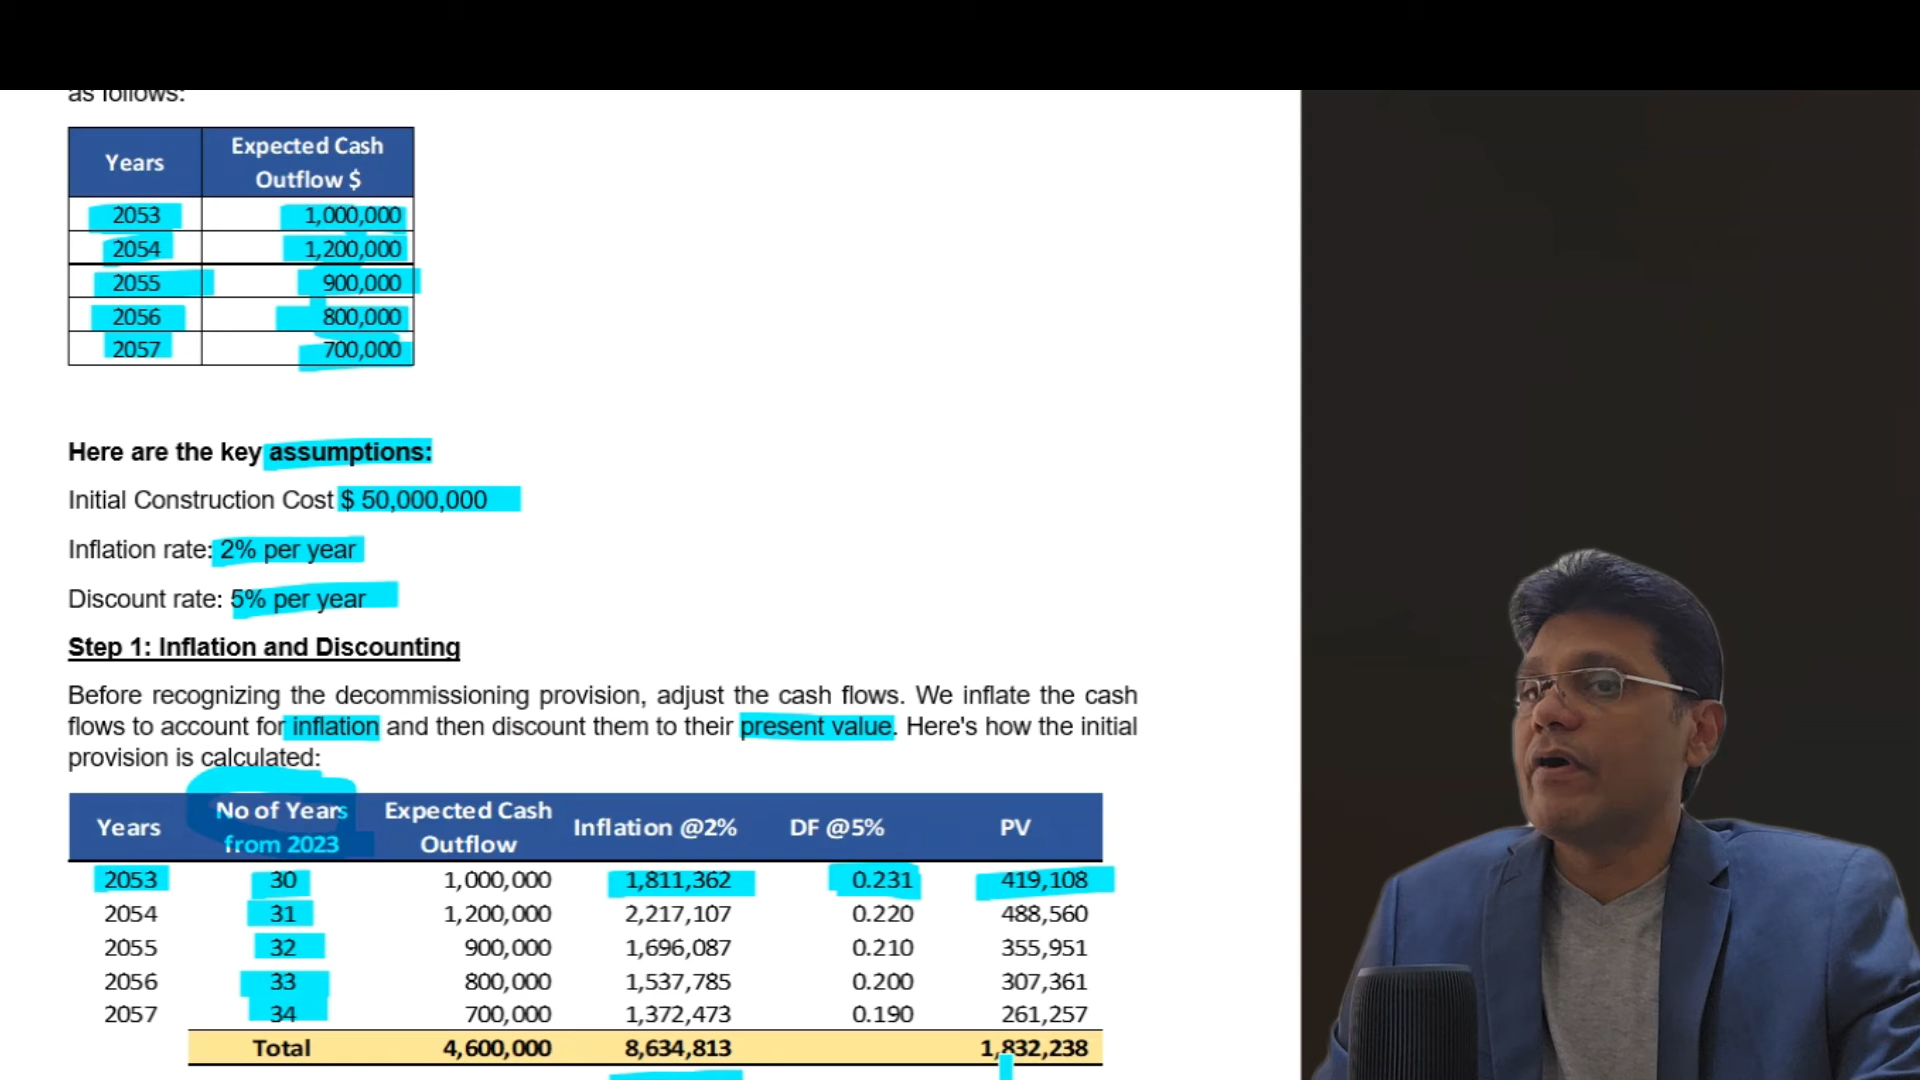 as follows:
Years Expected Cash Outflow $
2053 1,000,000
2054 1,200,000
2055 900,000
2056 800,000
2057 700,000
Here are the key assumptions:
Initial Construction Cost $ 50,000,000
Inflation rate: 2% per year
Discount rate: 5% per year
Step 1: Inflation and Discounting
Before recognizing the decommissioning provision, adjust the cash flows. We inflate the cash
flows to account for inflation and then discount them to their present value. Here's how the initial
provision is calculated:
Years No of Years from 2023 Expected Cash Outflow Inflation @2% DF @5% PV
2053 30 1,000,000 1,811,362 0.231 419,108
2054 31 1,200,000 2,217,107 0.220 488,560
2055 32 900,000 1,696,087 0.210 355,951
2056 33 800,000 1,537,785 0.200 307,361
2057 34 700,000 1,372,473 0.190 261,257
Total 4,600,000 8,634,813 1,832,238